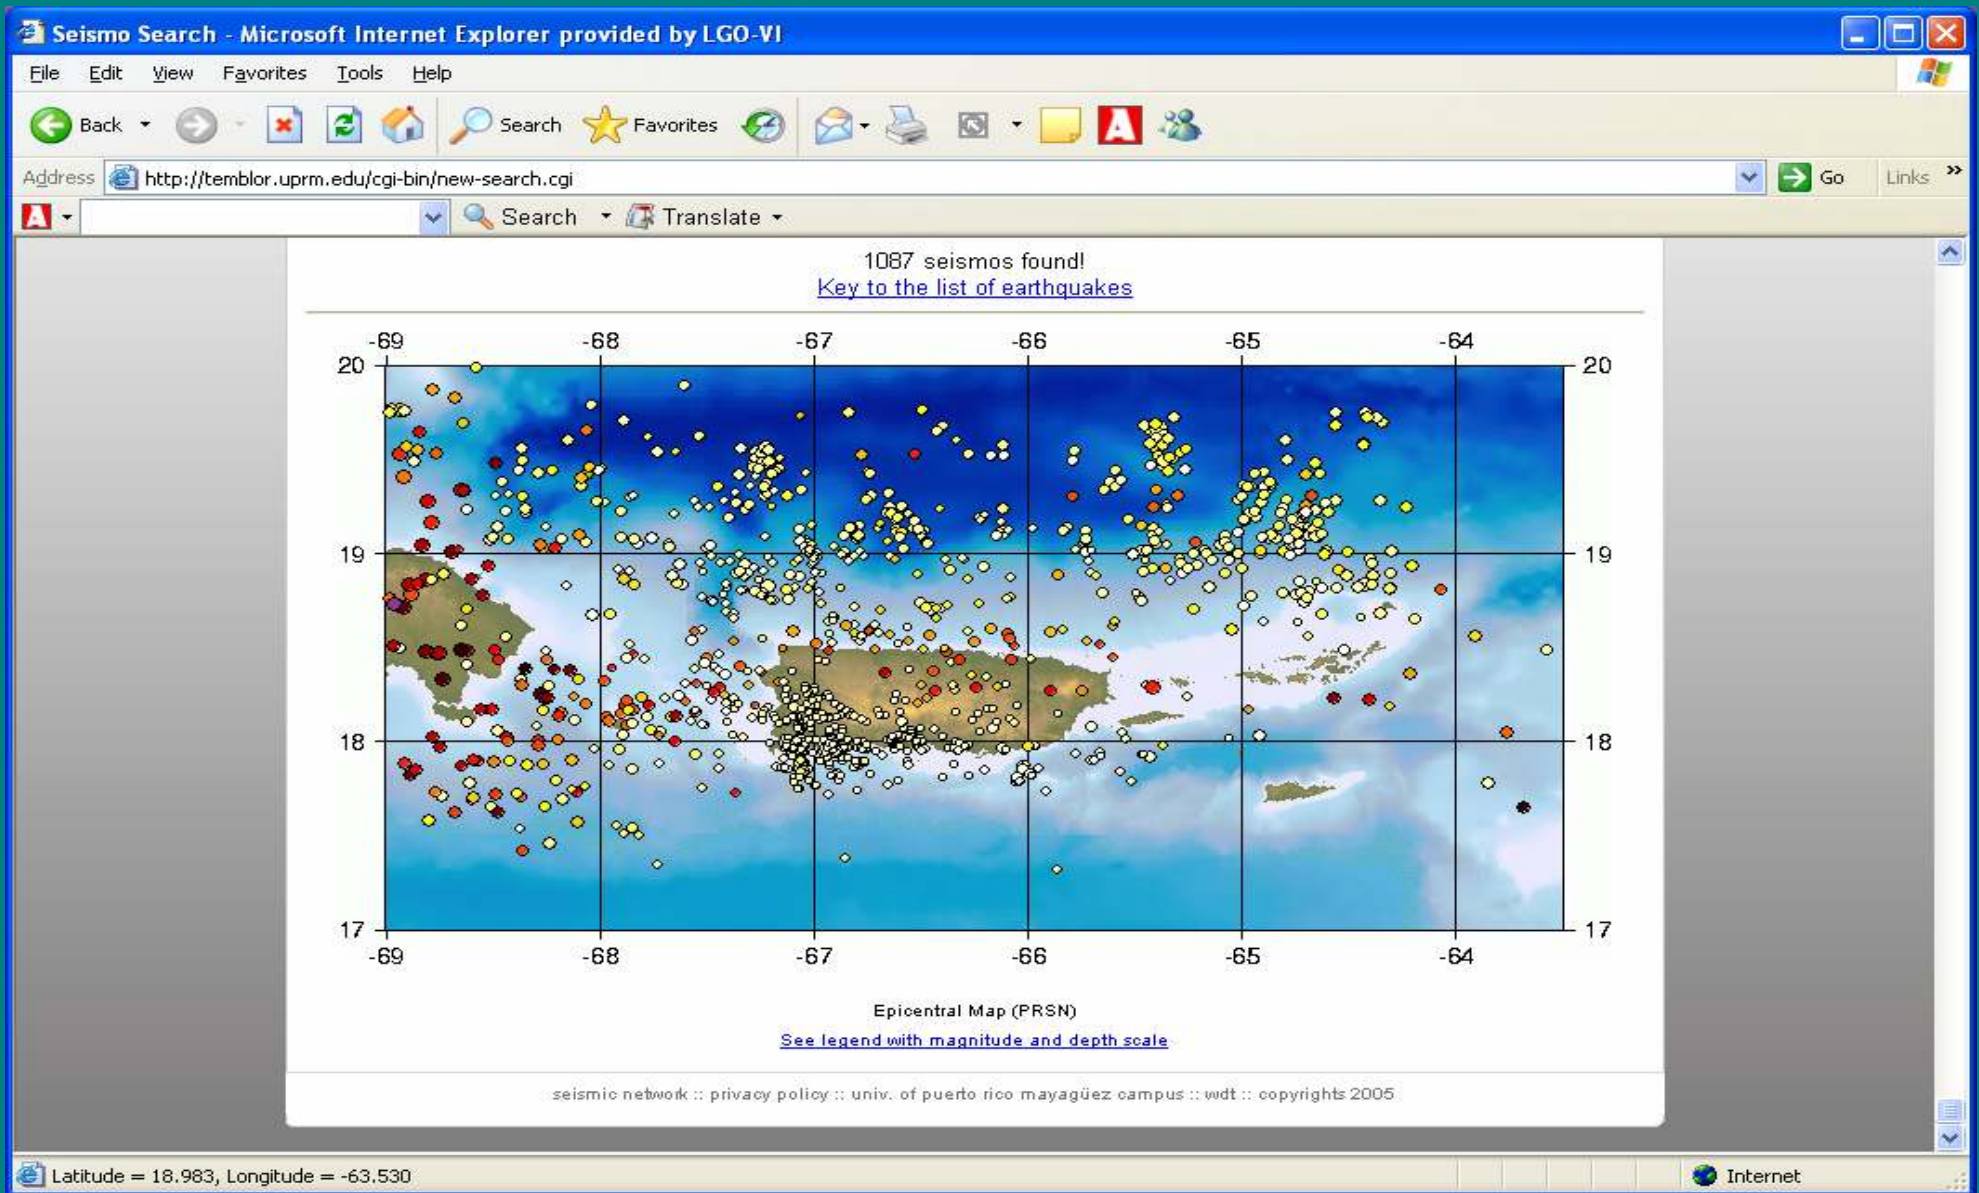 Seismo Search - Microsoft Internet Explorer provided by LGO-VI
File Edit View Favorites Tools Help
Back Search Favorites
Address http://temblor.uprm.edu/cgi-bin/new-search.cgi Go Links »
Search Translate
1087 seismos found!
Key to the list of earthquakes
-69 -68 -67 -66 -65 -64
20 20
19 19
18 18
17 17
-69 -68 -67 -66 -65 -64
Epicentral Map (PRSN)
See legend with magnitude and depth scale
seismic network :: privacy policy :: univ. of puerto rico mayagüez campus :: wdt :: copyrights 2005
Latitude = 18.983, Longitude = -63.530 Internet